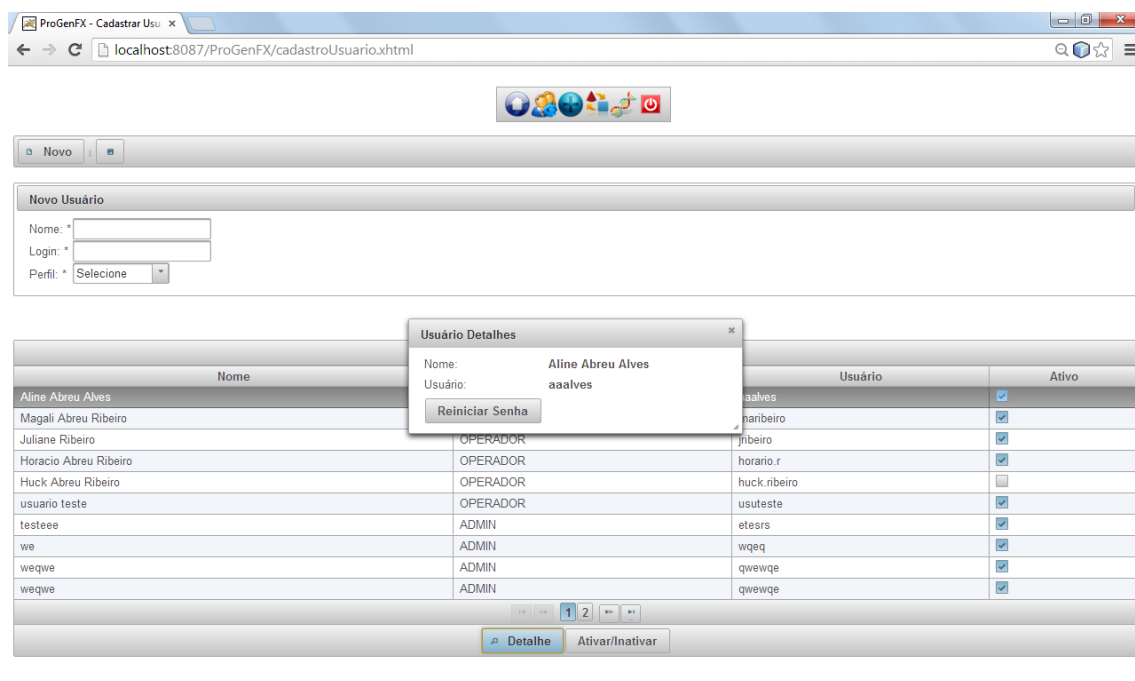 ProGenFX - Cadastrar Usu
localhost:8087/ProGenFX/cadastroUsuario.xhtml
Novo
Novo Usuário
Nome: *
Login: *
Perfil: * Selecione
Usuário Detalhes
Nome: Aline Abreu Alves
Usuário: aaalves
Reiniciar Senha
Nome Usuário Ativo
Aline Abreu Alves aaalves
Magali Abreu Ribeiro maribeiro
Juliane Ribeiro OPERADOR jribeiro
Horacio Abreu Ribeiro OPERADOR horario.r
Huck Abreu Ribeiro OPERADOR huck.ribeiro
usuario teste OPERADOR usuteste
testeee ADMIN etesrs
we ADMIN wqeq
weqwe ADMIN qwewqe
weqwe ADMIN qwewqe
1 2
Detalhe Ativar/Inativar